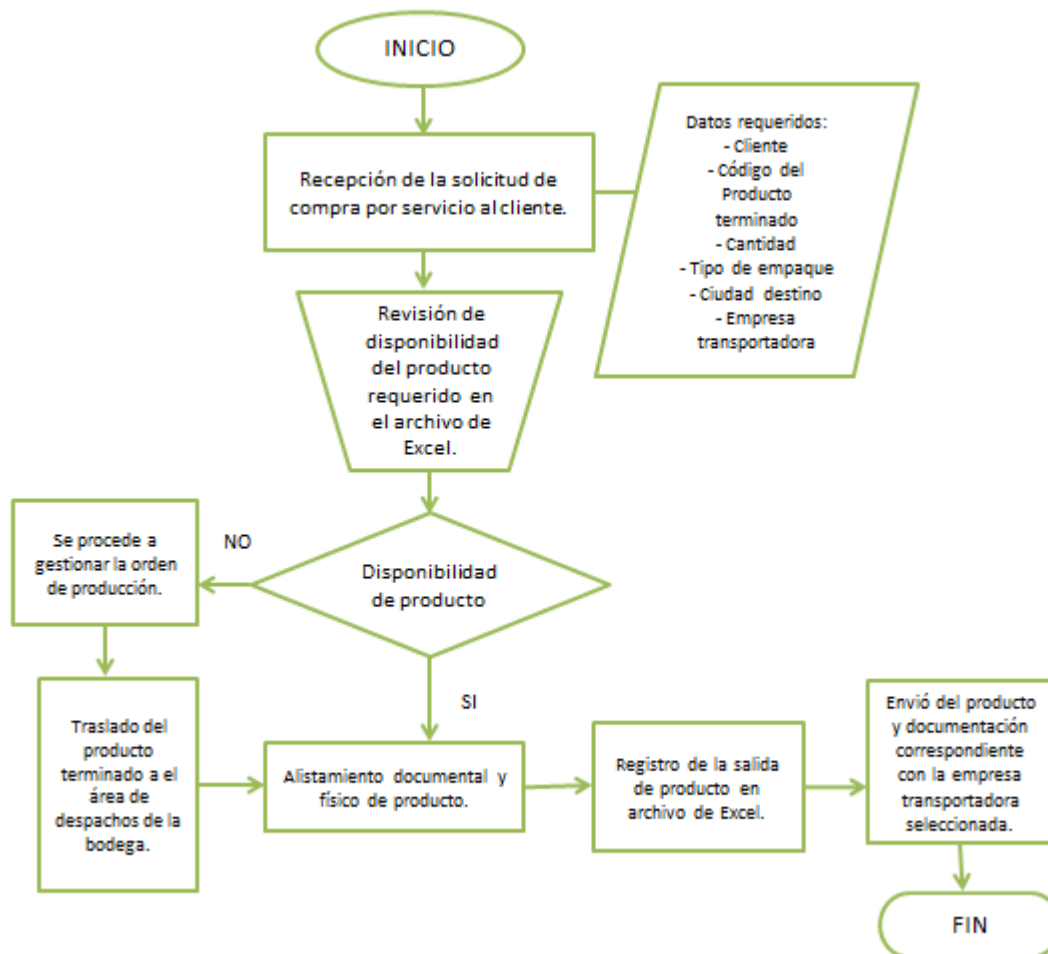 INICIO
Recepción de la solicitud de
compra por servicio al cliente.
Datos requeridos:
- Cliente
- Código del
Producto
terminado
- Cantidad
- Tipo de empaque
- Ciudad destino
- Empresa
transportadora
Revisión de
disponibilidad
del producto
requerido en
el archivo de
Excel.
Disponibilidad
de producto
NO
Se procede a
gestionar la orden
de producción.
Traslado del
producto
terminado a el
área de
despachos de la
bodega.
SI
Alistamiento documental y
físico de producto.
Registro de la salida
de producto en
archivo de Excel.
Envió del producto
y documentación
correspondiente
con la empresa
transportadora
seleccionada.
FIN